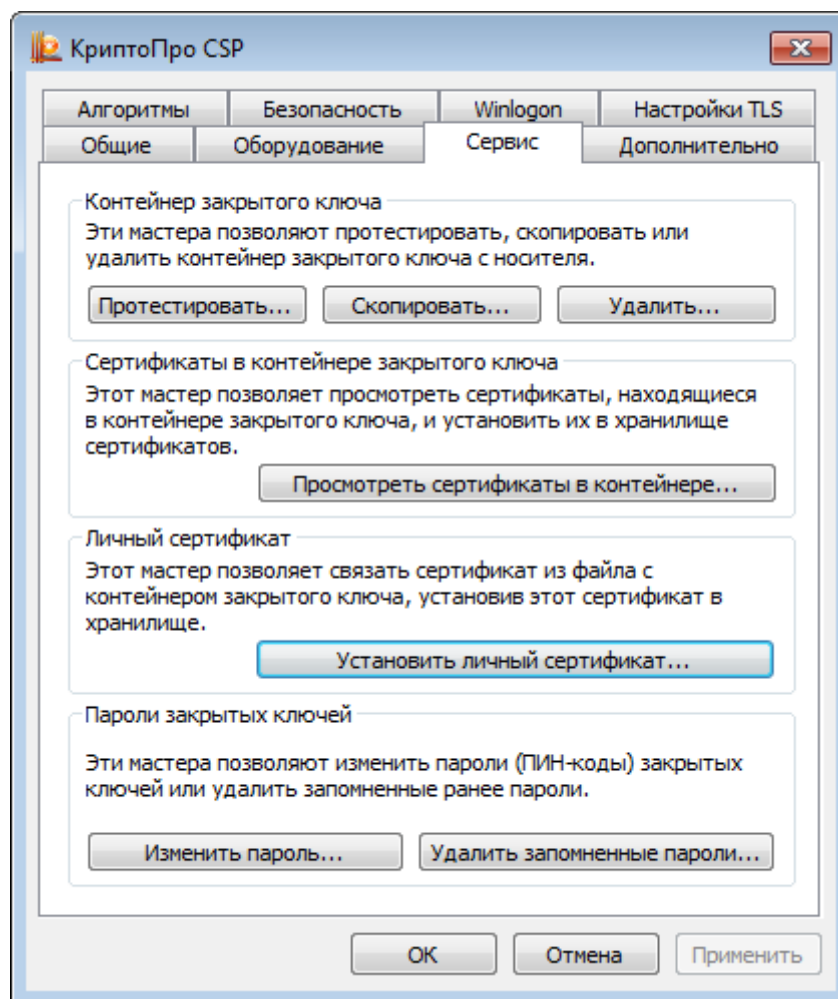 КриптоПро CSP
Алгоритмы Безопасность Winlogon Настройки TLS
Общие Оборудование Сервис Дополнительно
Контейнер закрытого ключа
Эти мастера позволяют протестировать, скопировать или
удалить контейнер закрытого ключа с носителя.
Протестировать... Скопировать... Удалить...
Сертификаты в контейнере закрытого ключа
Этот мастер позволяет просмотреть сертификаты, находящиеся
в контейнере закрытого ключа, и установить их в хранилище
сертификатов.
Просмотреть сертификаты в контейнере...
Личный сертификат
Этот мастер позволяет связать сертификат из файла с
контейнером закрытого ключа, установив этот сертификат в
хранилище.
Установить личный сертификат...
Пароли закрытых ключей
Эти мастера позволяют изменить пароли (ПИН-коды) закрытых
ключей или удалить запомненные ранее пароли.
Изменить пароль... Удалить запомненные пароли...
ОК Отмена Применить